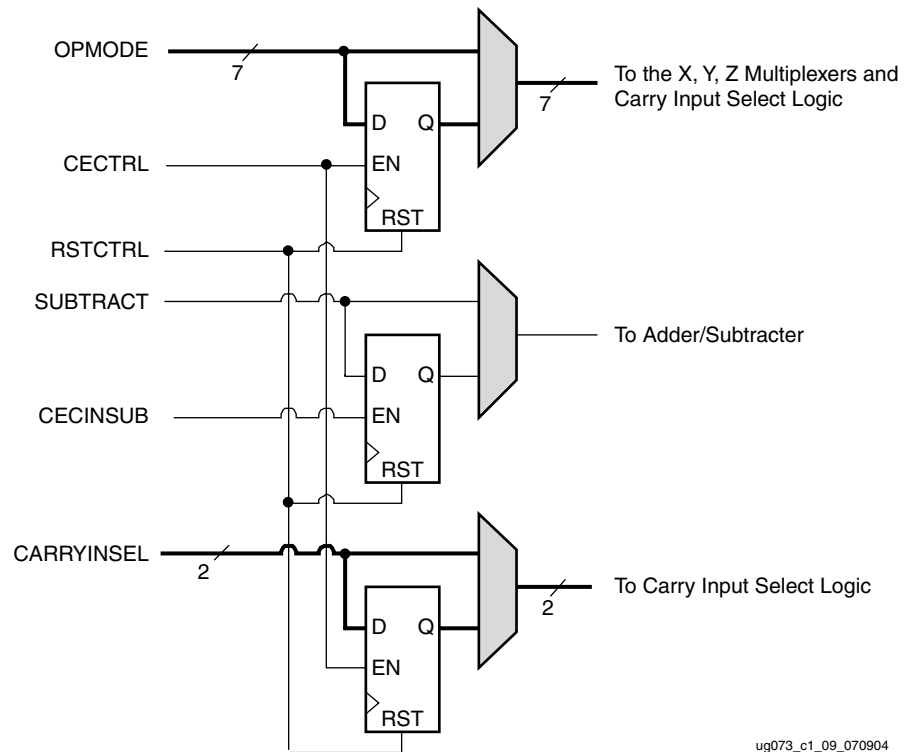 OPMODE
7
7
To the X, Y, Z Multiplexers and
Carry Input Select Logic
D
Q
CECTRL
EN
RST
RSTCTRL
SUBTRACT
To Adder/Subtracter
D
Q
CECINSUB
EN
RST
CARRYINSEL
2
2
To Carry Input Select Logic
D
Q
EN
RST
ug073_c1_09_070904